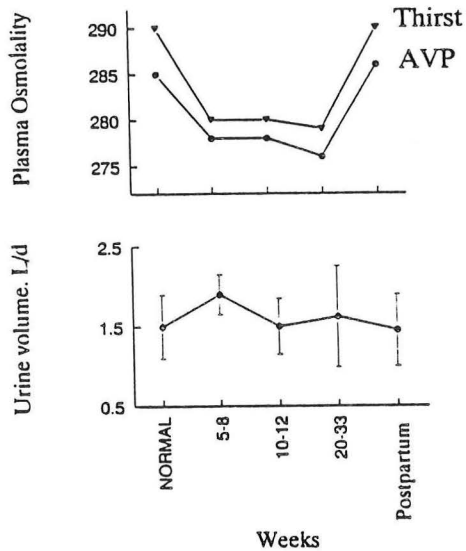 Plasma Osmolality
290
285
280
275
Thirst
AVP
Urine volume. L/d
2.5
1.5
0.5
NORMAL
5-8
10-12
20-33
Postpartum
Weeks